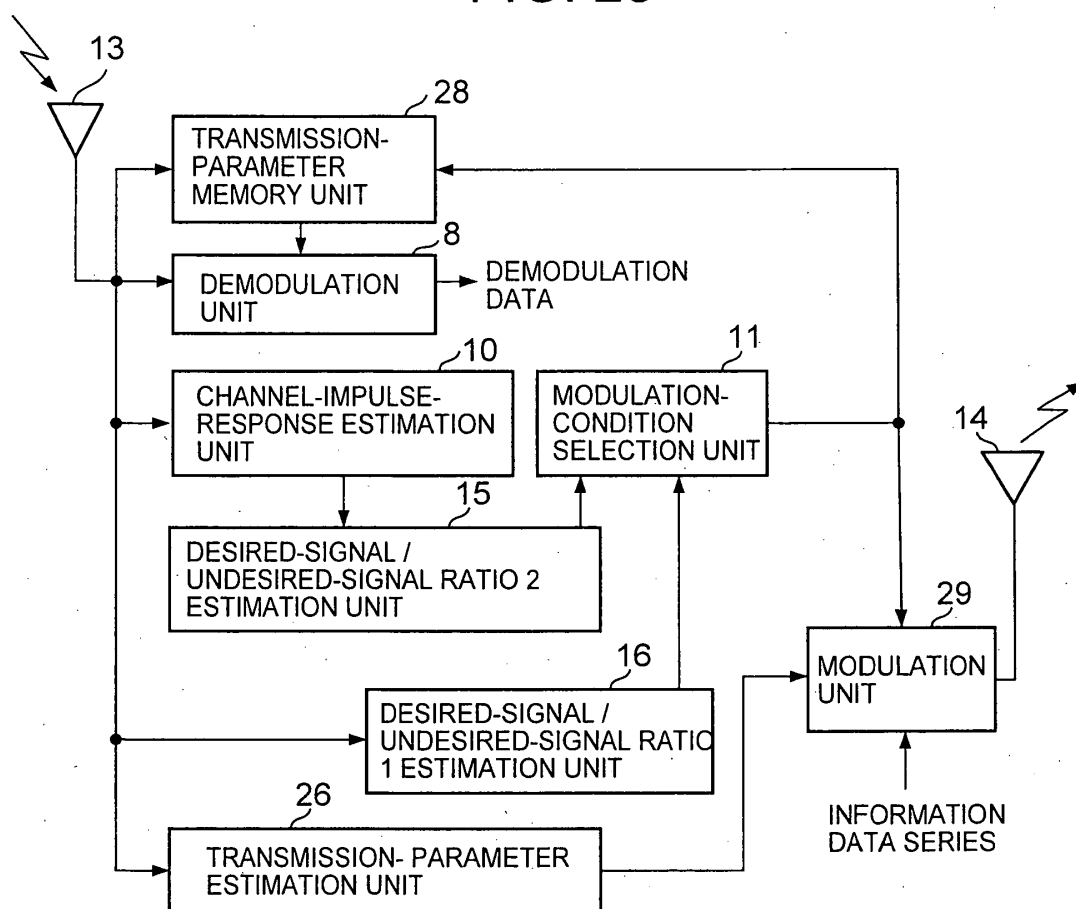 13
28
TRANSMISSION-
PARAMETER
MEMORY UNIT
8
DEMODULATION
UNIT
DEMODULATION
DATA
10
CHANNEL-IMPULSE-
RESPONSE ESTIMATION
UNIT
11
MODULATION-
CONDITION
SELECTION UNIT
14
15
DESIRED-SIGNAL /
UNDESIRED-SIGNAL RATIO 2
ESTIMATION UNIT
29
MODULATION
UNIT
16
DESIRED-SIGNAL /
UNDESIRED-SIGNAL RATIO
1 ESTIMATION UNIT
INFORMATION
DATA SERIES
26
TRANSMISSION- PARAMETER
ESTIMATION UNIT